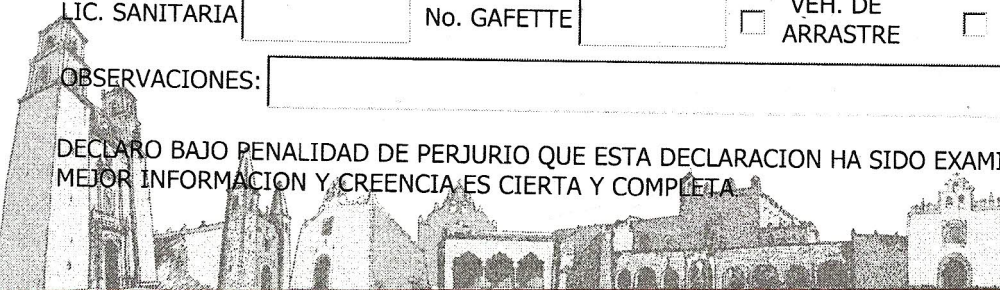 LIC. SANITARIA No. GAFETTE VEH. DE
ARRASTRE
OBSERVACIONES:
DECLARO BAJO PENALIDAD DE PERJURIO QUE ESTA DECLARACION HA SIDO EXAMI
MEJOR INFORMACION Y CREENCIA ES CIERTA Y COMPLETA.